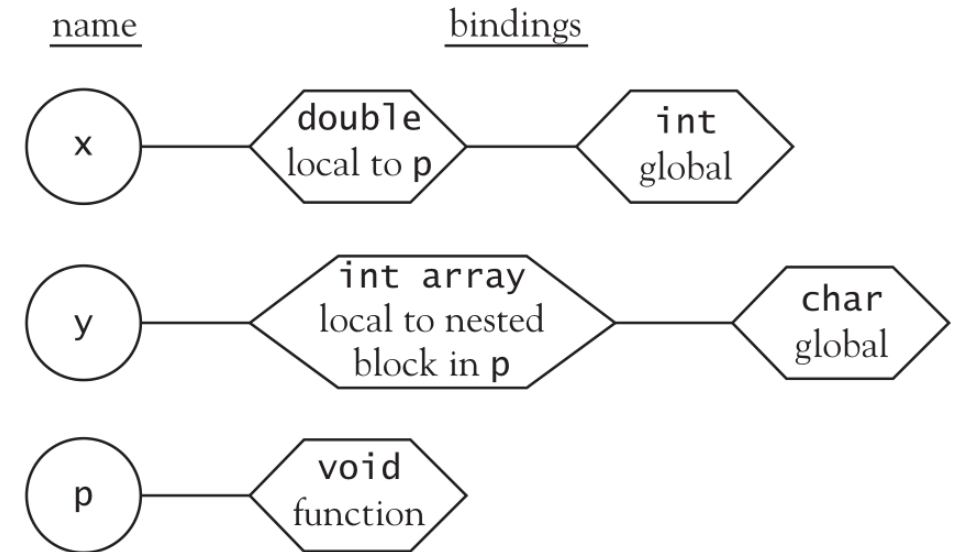 name bindings
x double int
local to p global
y int array char
local to nested global
block in p
p void
function